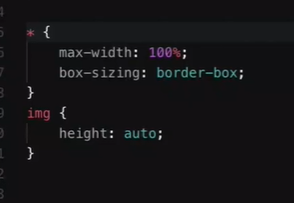 * {
max-width: 100%;
box-sizing: border-box;
}
img {
height: auto;
}